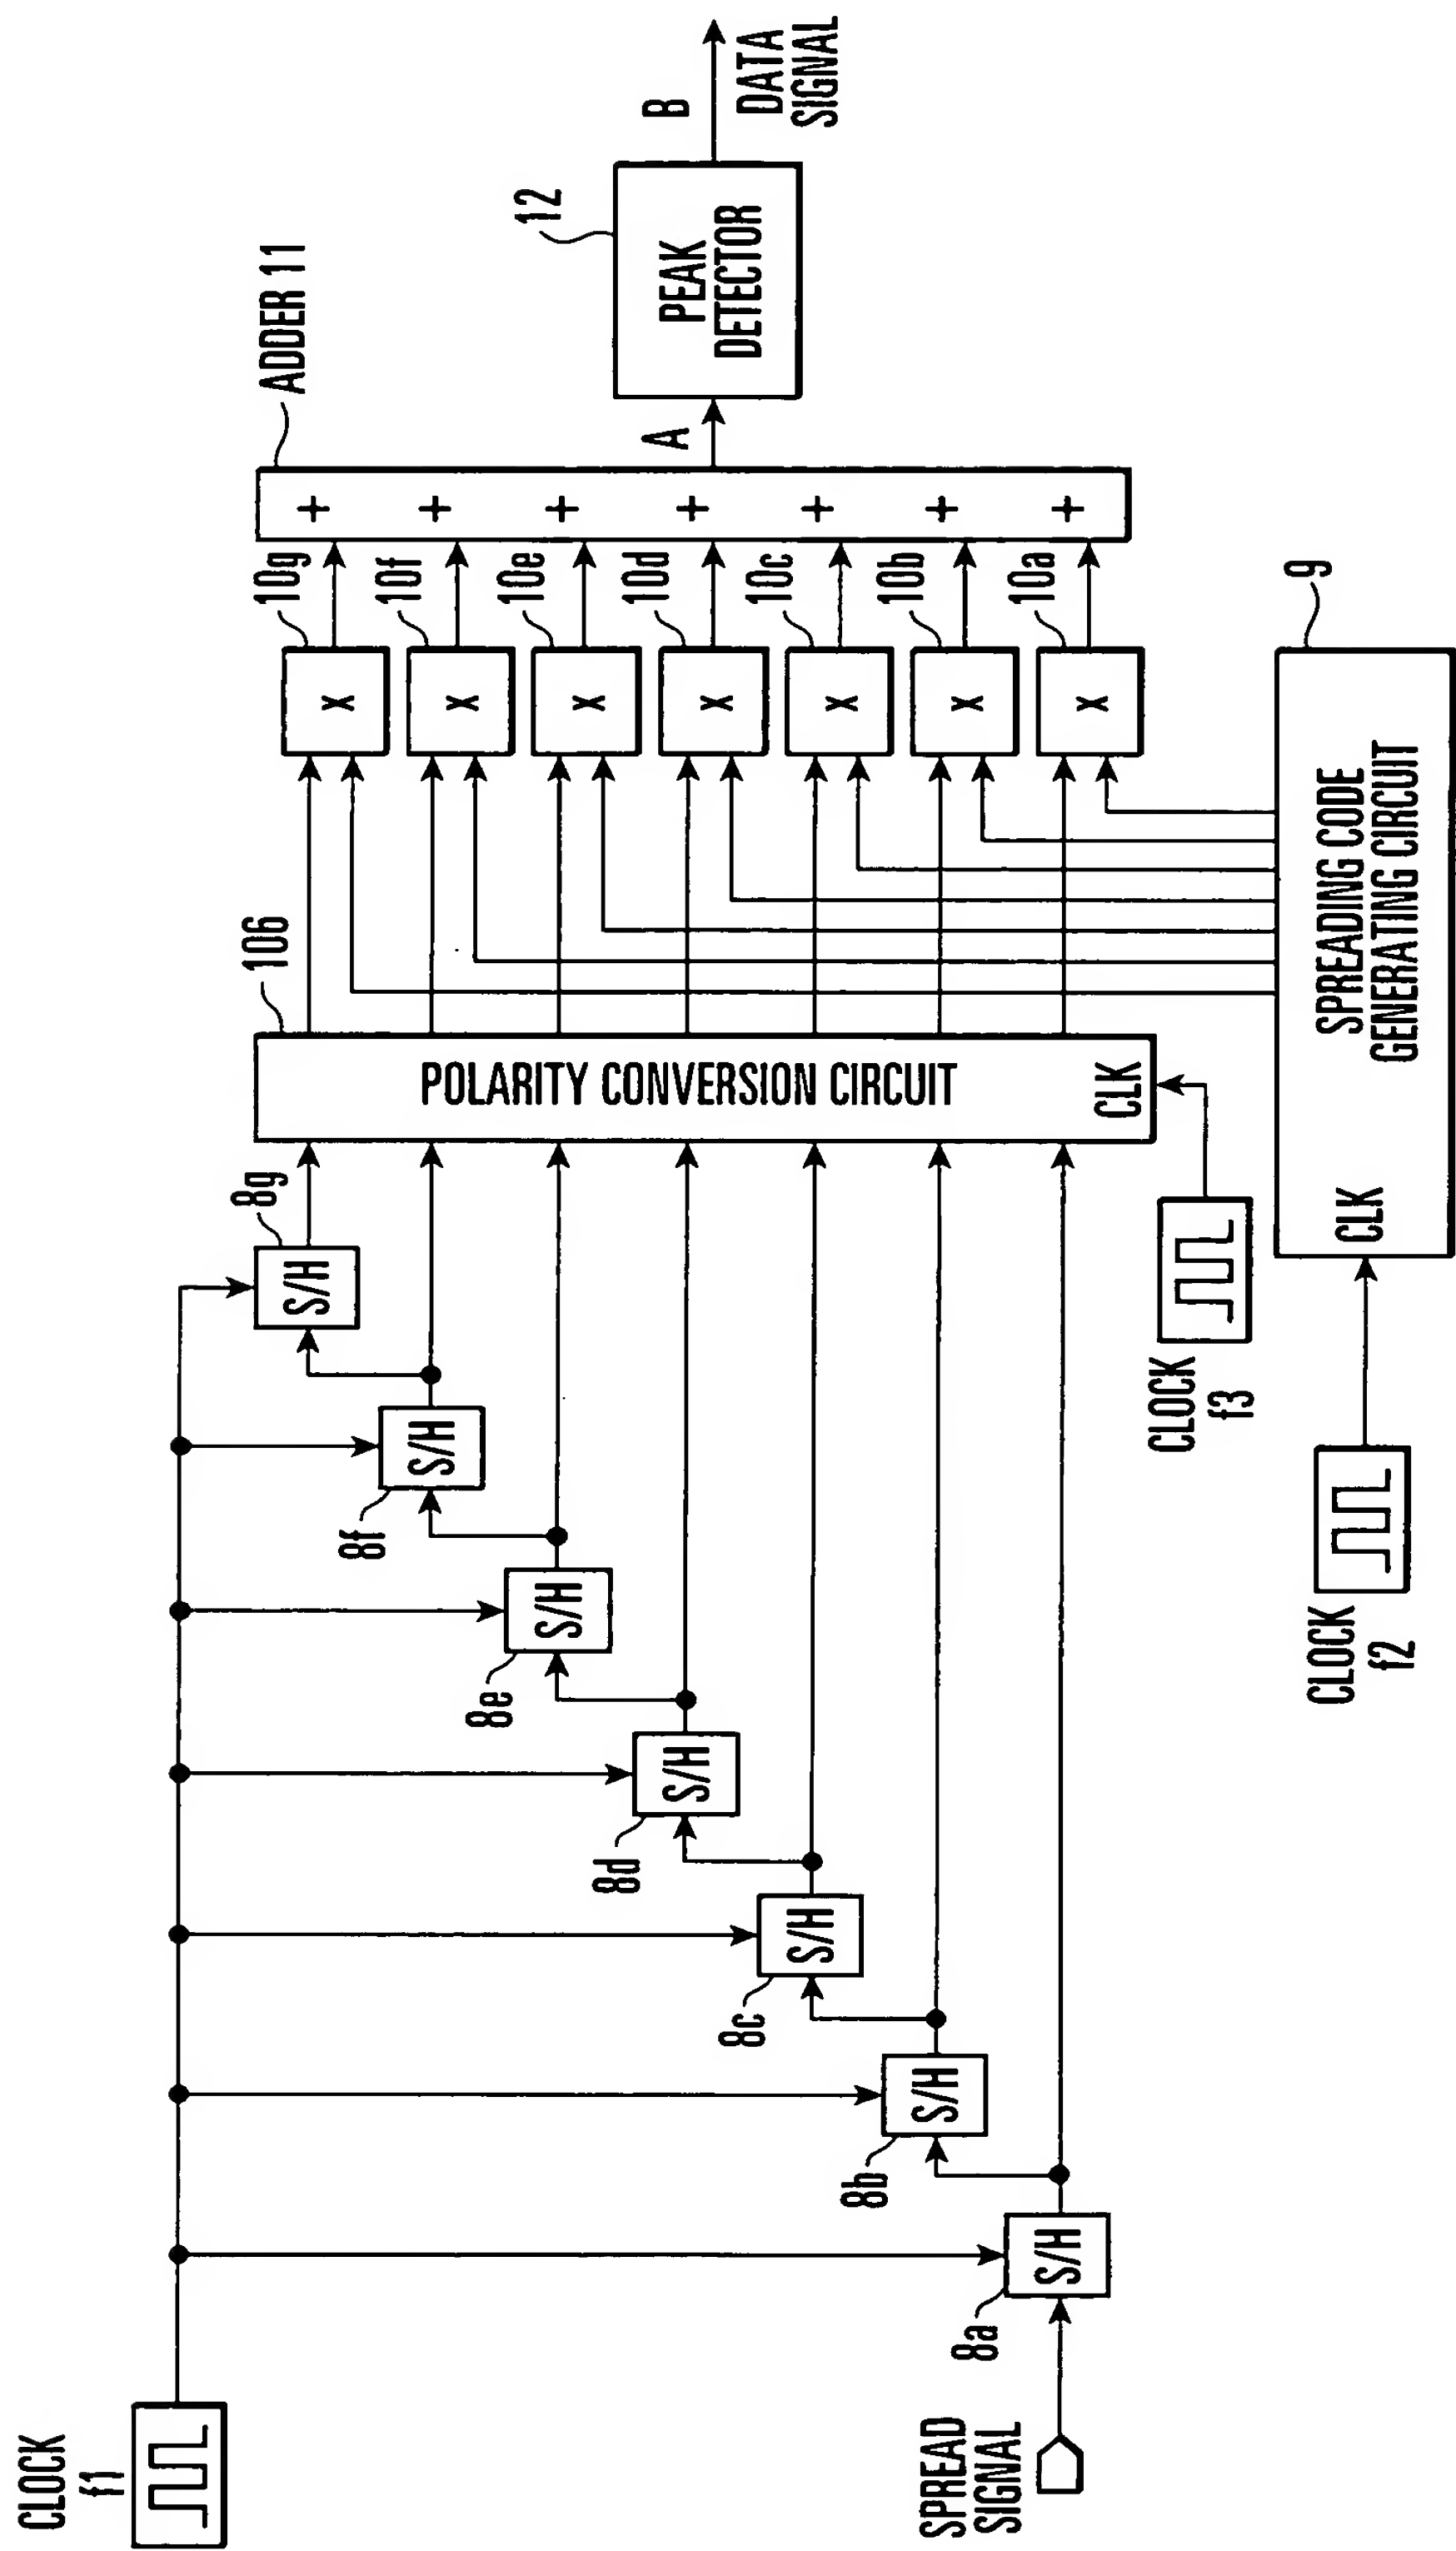 CLOCK
f1
SPREAD
SIGNAL
8a
S/H
8b
S/H
8c
S/H
8d
S/H
8e
S/H
8f
S/H
8g
S/H
CLOCK
f3
CLOCK
f2
106
POLARITY CONVERSION CIRCUIT
CLK
9
SPREADING CODE
GENERATING CIRCUIT
CLK
10g
X
10f
X
10e
X
10d
X
10c
X
10b
X
10a
X
ADDER 11
+
+
+
+
+
+
+
A
12
PEAK
DETECTOR
B
DATA
SIGNAL